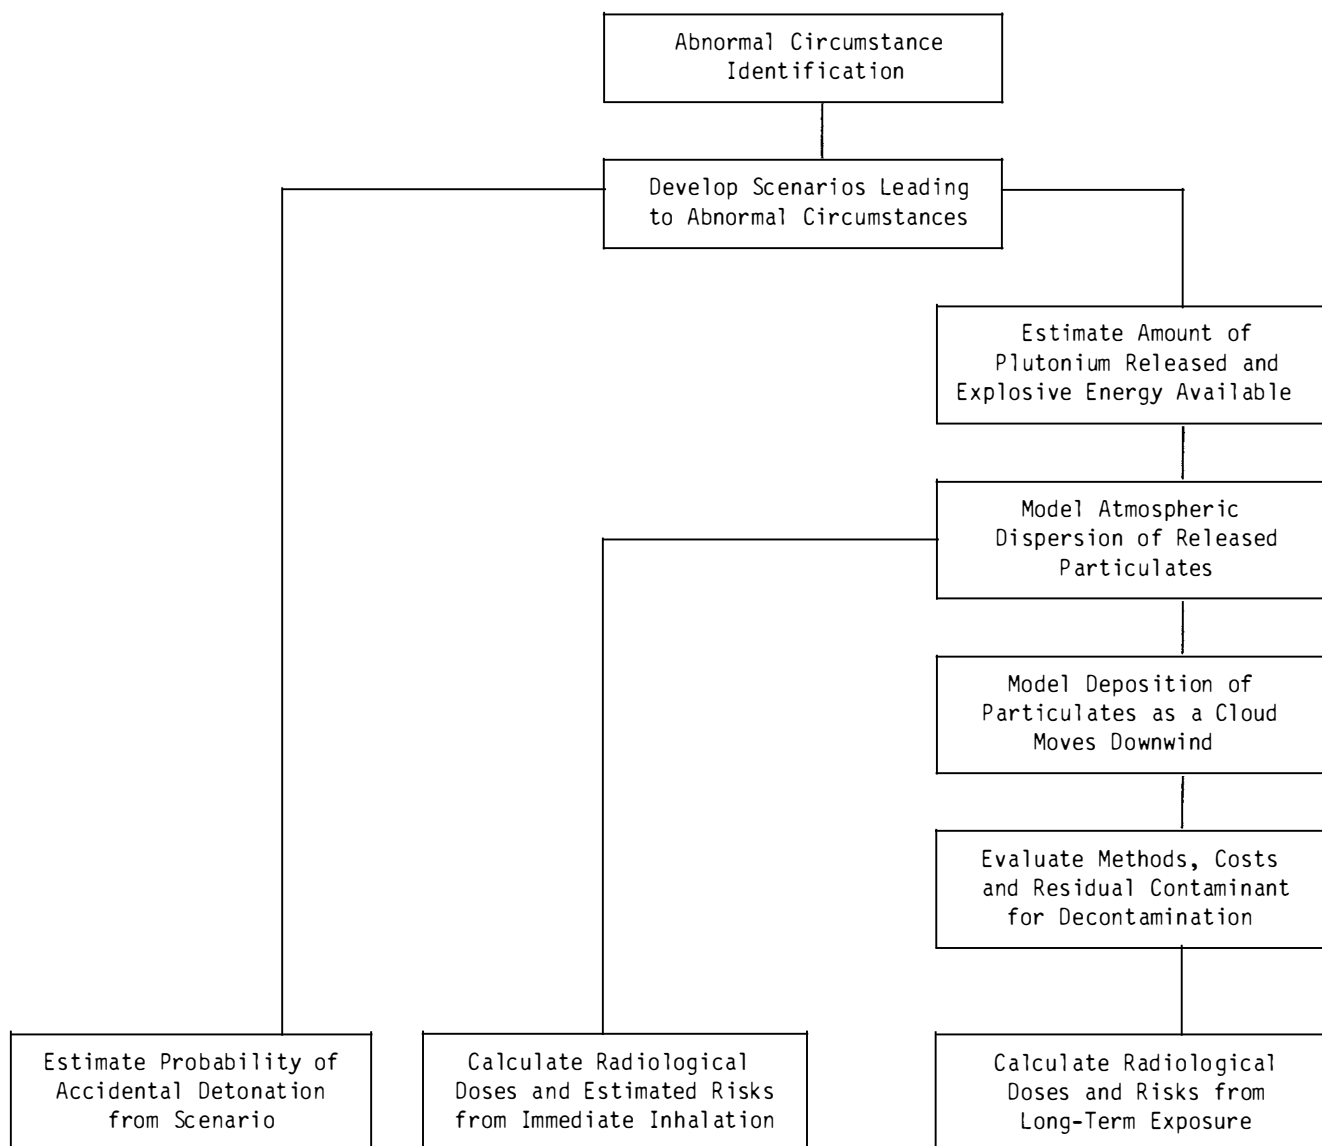 Abnormal Circumstance
Identification
Develop Scenarios Leading
to Abnormal Circumstances
Estimate Amount of
Plutonium Released and
Explosive Energy Available
Model Atmospheric
Dispersion of Released
Particulates
Model Deposition of
Particulates as a Cloud
Moves Downwind
Evaluate Methods, Costs
and Residual Contaminant
for Decontamination
Estimate Probability of
Accidental Detonation
from Scenario
Calculate Radiological
Doses and Estimated Risks
from Immediate Inhalation
Calculate Radiological
Doses and Risks from
Long-Term Exposure